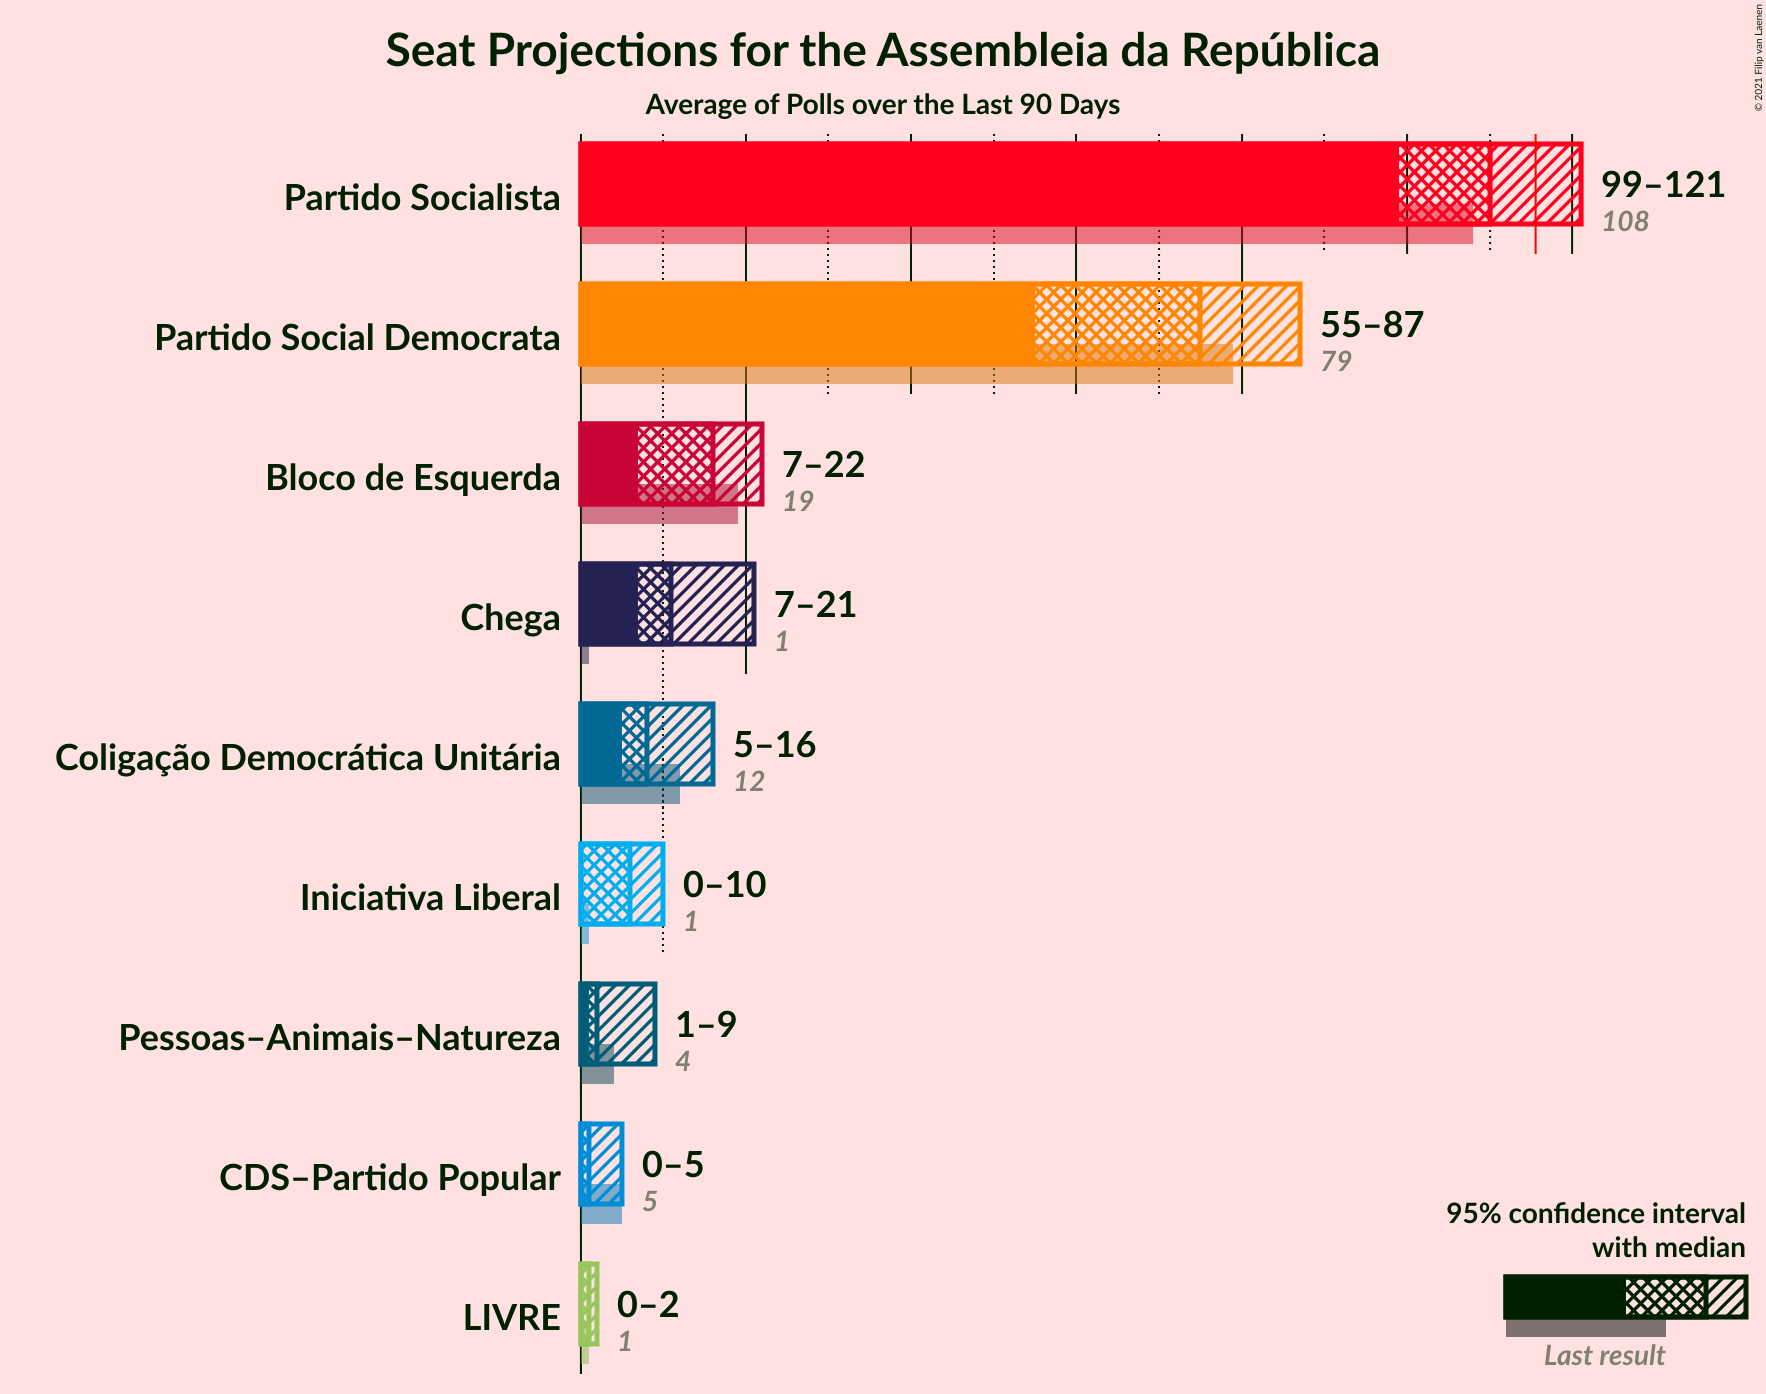 Seat Projections for the Assembleia da República
Average of Polls over the Last 90 Days
© 2021 Filip van Laenen
Partido Socialista
99–121
108
Partido Social Democrata
55–87
79
Bloco de Esquerda
7–22
19
Chega
7–21
1
Coligação Democrática Unitária
5–16
12
Iniciativa Liberal
0–10
1
Pessoas–Animais–Natureza
1–9
4
CDS–Partido Popular
0–5
5
LIVRE
0–2
1
95% confidence interval
with median
Last result